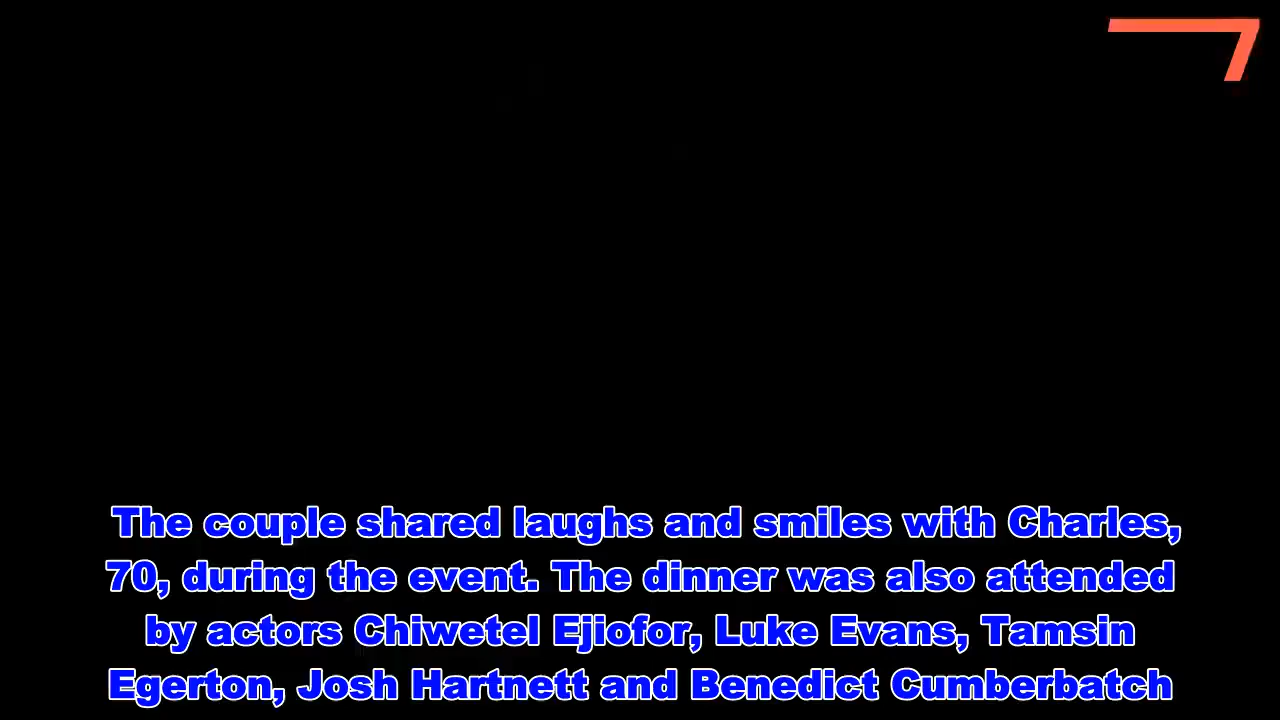 The couple shared laughs and smiles with Charles,
70, during the event. The dinner was also attended
by actors Chiwetel Ejiofor, Luke Evans, Tamsin
Egerton, Josh Hartnett and Benedict Cumberbatch